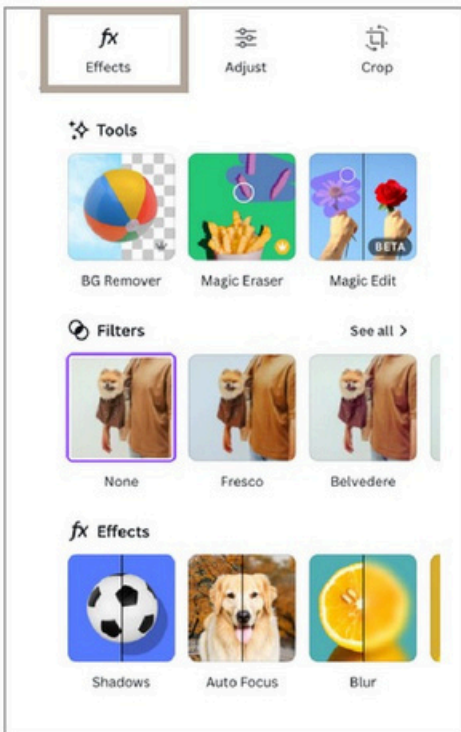 fx
Effects Adjust Crop
Tools
BETA
BG Remover Magic Eraser Magic Edit
Filters See all >
None Fresco Belvedere
fx Effects
Shadows Auto Focus Blur